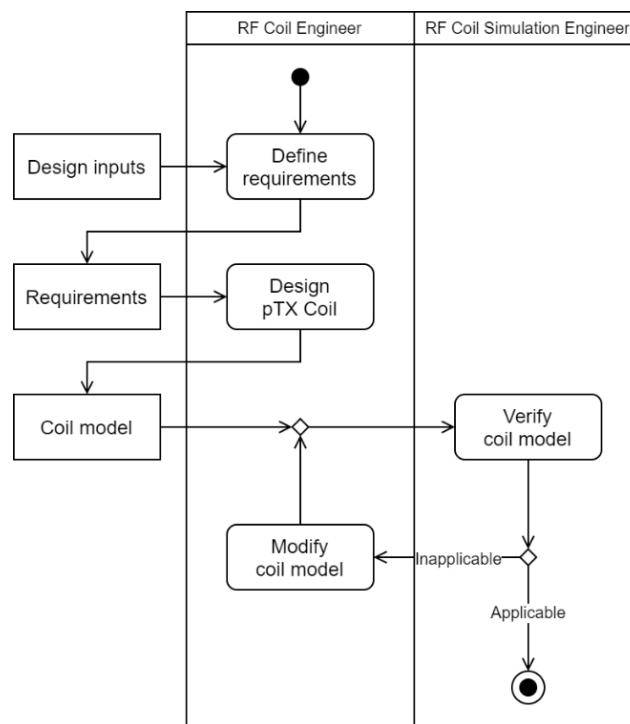 RF Coil Engineer
RF Coil Simulation Engineer
Design inputs
Define
requirements
Requirements
Design
pTX Coil
Coil model
Verify
coil model
Modify
coil model
Inapplicable
Applicable